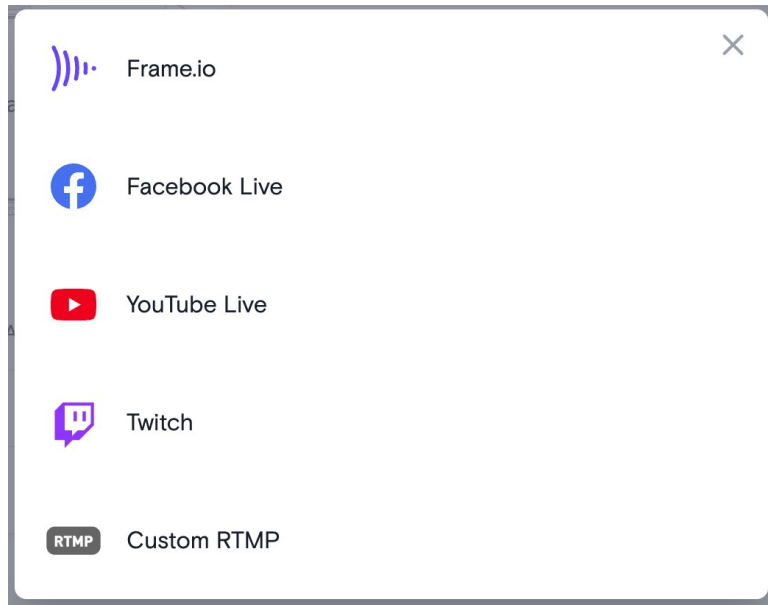 Frame.io
Facebook Live
YouTube Live
Twitch
RTMP Custom RTMP